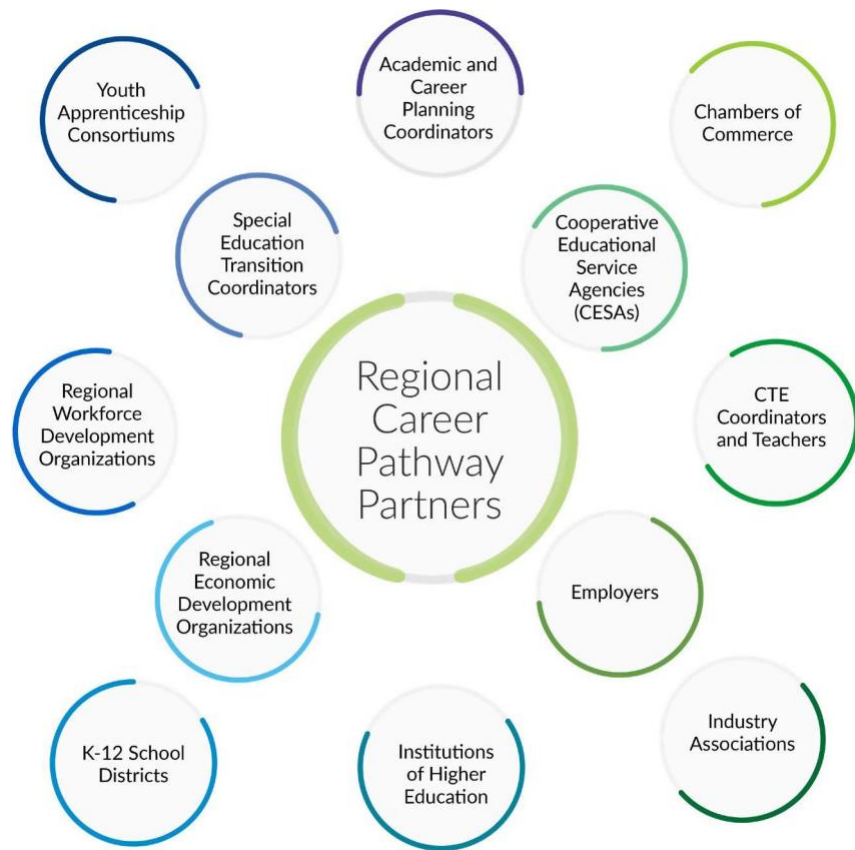 Youth
Apprenticeship
Consortiums
Academic and
Career
Planning
Coordinators
Chambers of
Commerce
Special
Education
Transition
Coordinators
Cooperative
Educational
Service
Agencies
(CESAs)
Regional
Career
Pathway
Partners
Regional
Workforce
Development
Organizations
CTE
Coordinators
and Teachers
Regional
Economic
Development
Organizations
Employers
K-12 School
Districts
Institutions
of Higher
Education
Industry
Associations